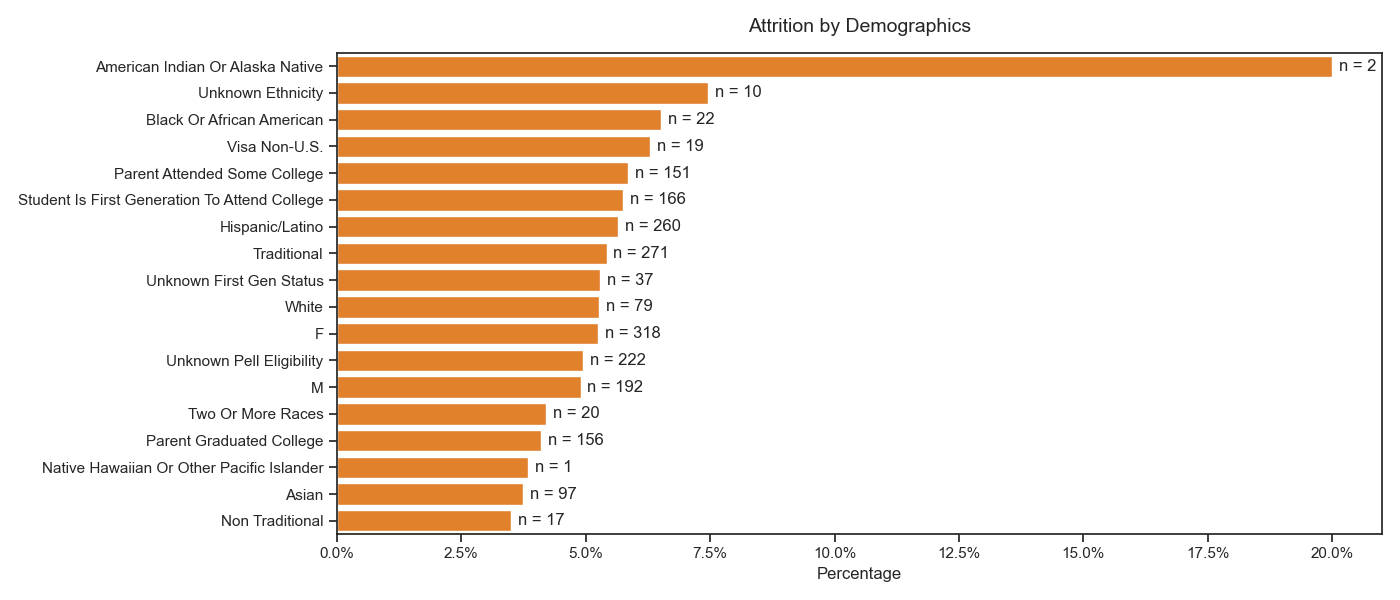 Attrition by Demographics
American Indian Or Alaska Native n = 2
Unknown Ethnicity n = 10
Black Or African American n = 22
Visa Non-U.S. n = 19
Parent Attended Some College n = 151
Student Is First Generation To Attend College n = 166
Hispanic/Latino n = 260
Traditional n = 271
Unknown First Gen Status n = 37
White n = 79
F n = 318
Unknown Pell Eligibility n = 222
M n = 192
Two Or More Races n = 20
Parent Graduated College n = 156
Native Hawaiian Or Other Pacific Islander n = 1
Asian n = 97
Non Traditional n = 17
0.0% 2.5% 5.0% 7.5% 10.0% 12.5% 15.0% 17.5% 20.0%
Percentage